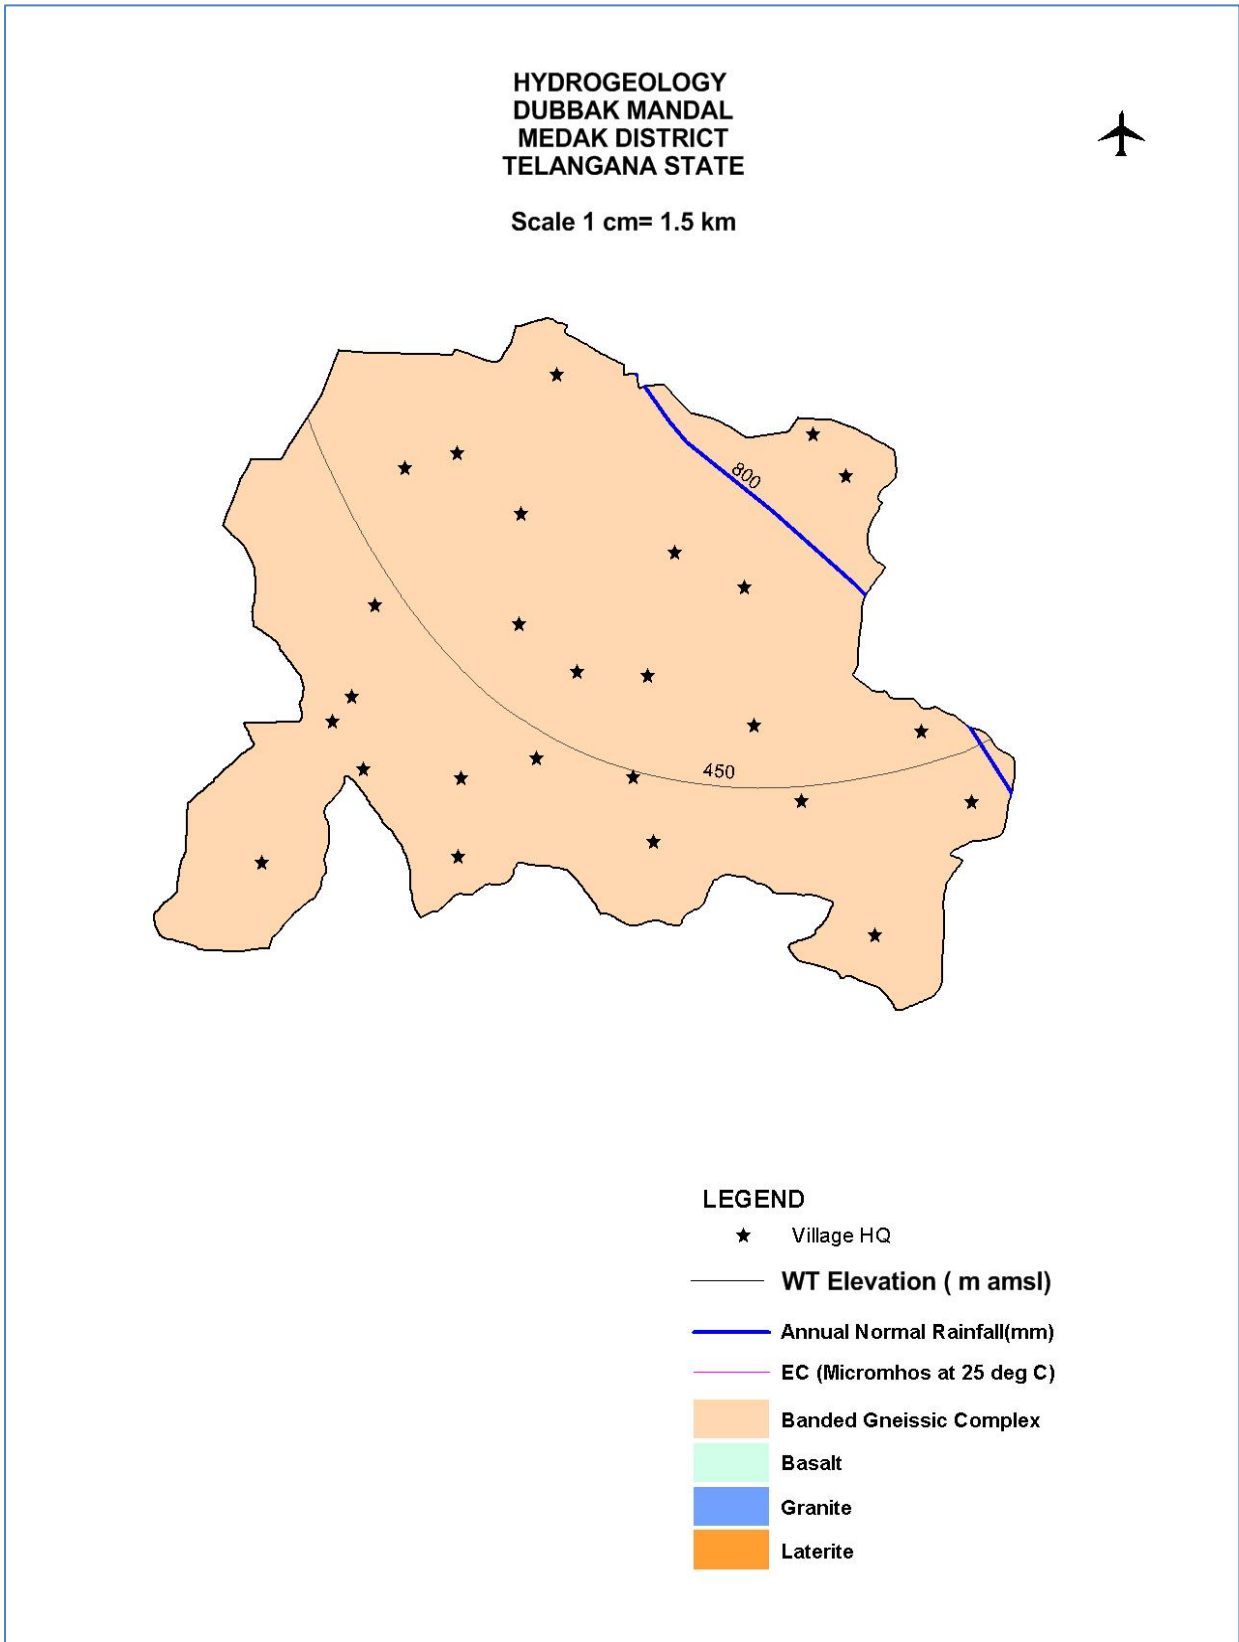 HYDROGEOLOGY
DUBBAK MANDAL
MEDAK DISTRICT
TELANGANA STATE
Scale 1 cm= 1.5 km
800
450
LEGEND
Village HQ
WT Elevation ( m amsl)
Annual Normal Rainfall(mm)
EC (Micromhos at 25 deg C)
Banded Gneissic Complex
Basalt
Granite
Laterite